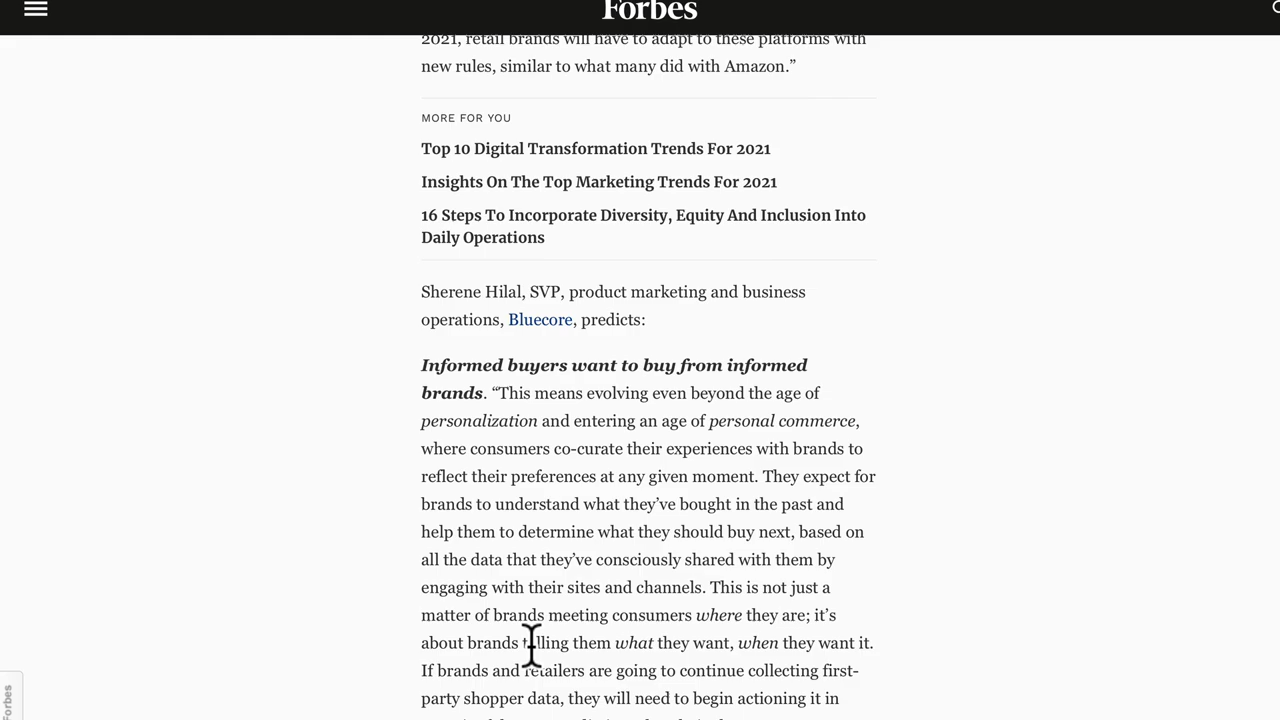 Forbes
2021, retail brands will have to adapt to these platforms with
new rules, similar to what many did with Amazon.”
MORE FOR YOU
Top 10 Digital Transformation Trends For 2021
Insights On The Top Marketing Trends For 2021
16 Steps To Incorporate Diversity, Equity And Inclusion Into
Daily Operations
Sherene Hilal, SVP, product marketing and business
operations, Bluecore, predicts:
Informed buyers want to buy from informed
brands. “This means evolving even beyond the age of
personalization and entering an age of personal commerce,
where consumers co-curate their experiences with brands to
reflect their preferences at any given moment. They expect for
brands to understand what they’ve bought in the past and
help them to determine what they should buy next, based on
all the data that they’ve consciously shared with them by
engaging with their sites and channels. This is not just a
matter of brands meeting consumers where they are; it’s
about brands telling them what they want, when they want it.
If brands and retailers are going to continue collecting first-
party shopper data, they will need to begin actioning it in
Forbes